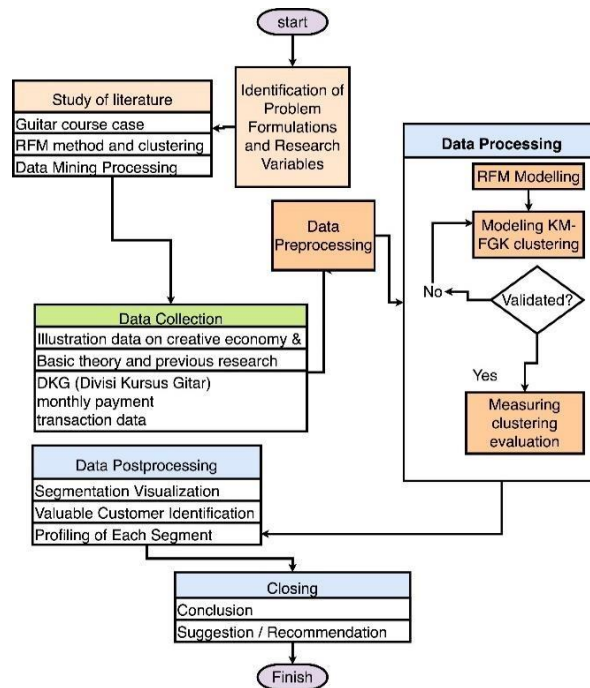 start
Identification of
Problem
Formulations
and Research
Variables
Study of literature
Guitar course case
RFM method and clustering
Data Mining Processing
Data Collection
Illustration data on creative economy &
Basic theory and previous research
DKG (Divisi Kursus Gitar)
monthly payment
transaction data
Data
Preprocessing
Data Processing
RFM Modelling
Modeling KM-
FGK clustering
Validated?
No
Yes
Measuring
clustering
evaluation
Data Postprocessing
Segmentation Visualization
Valuable Customer Identification
Profiling of Each Segment
Closing
Conclusion
Suggestion / Recommendation
Finish